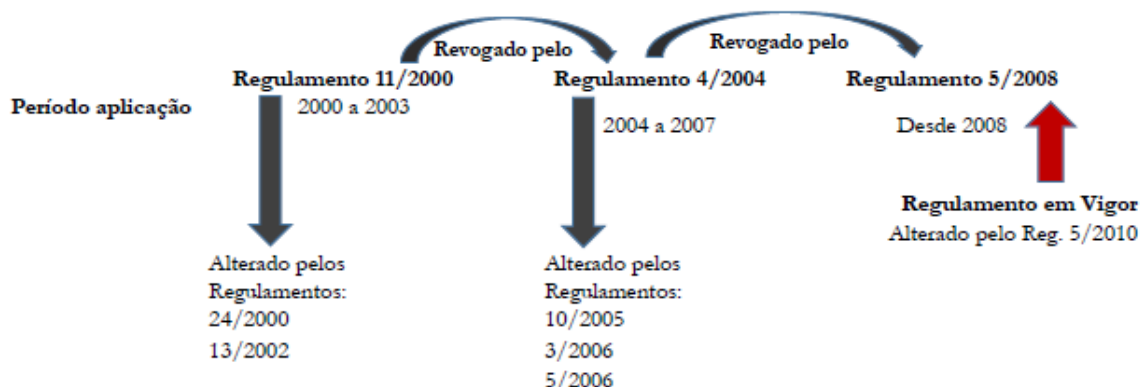 Revogado pelo
Revogado pelo
Regulamento 11/2000
Regulamento 4/2004
Regulamento 5/2008
Período aplicação
2000 a 2003
2004 a 2007
Desde 2008
Regulamento em Vigor
Alterado pelo Reg. 5/2010
Alterado pelos
Regulamentos:
24/2000
13/2002
Alterado pelos
Regulamentos:
10/2005
3/2006
5/2006